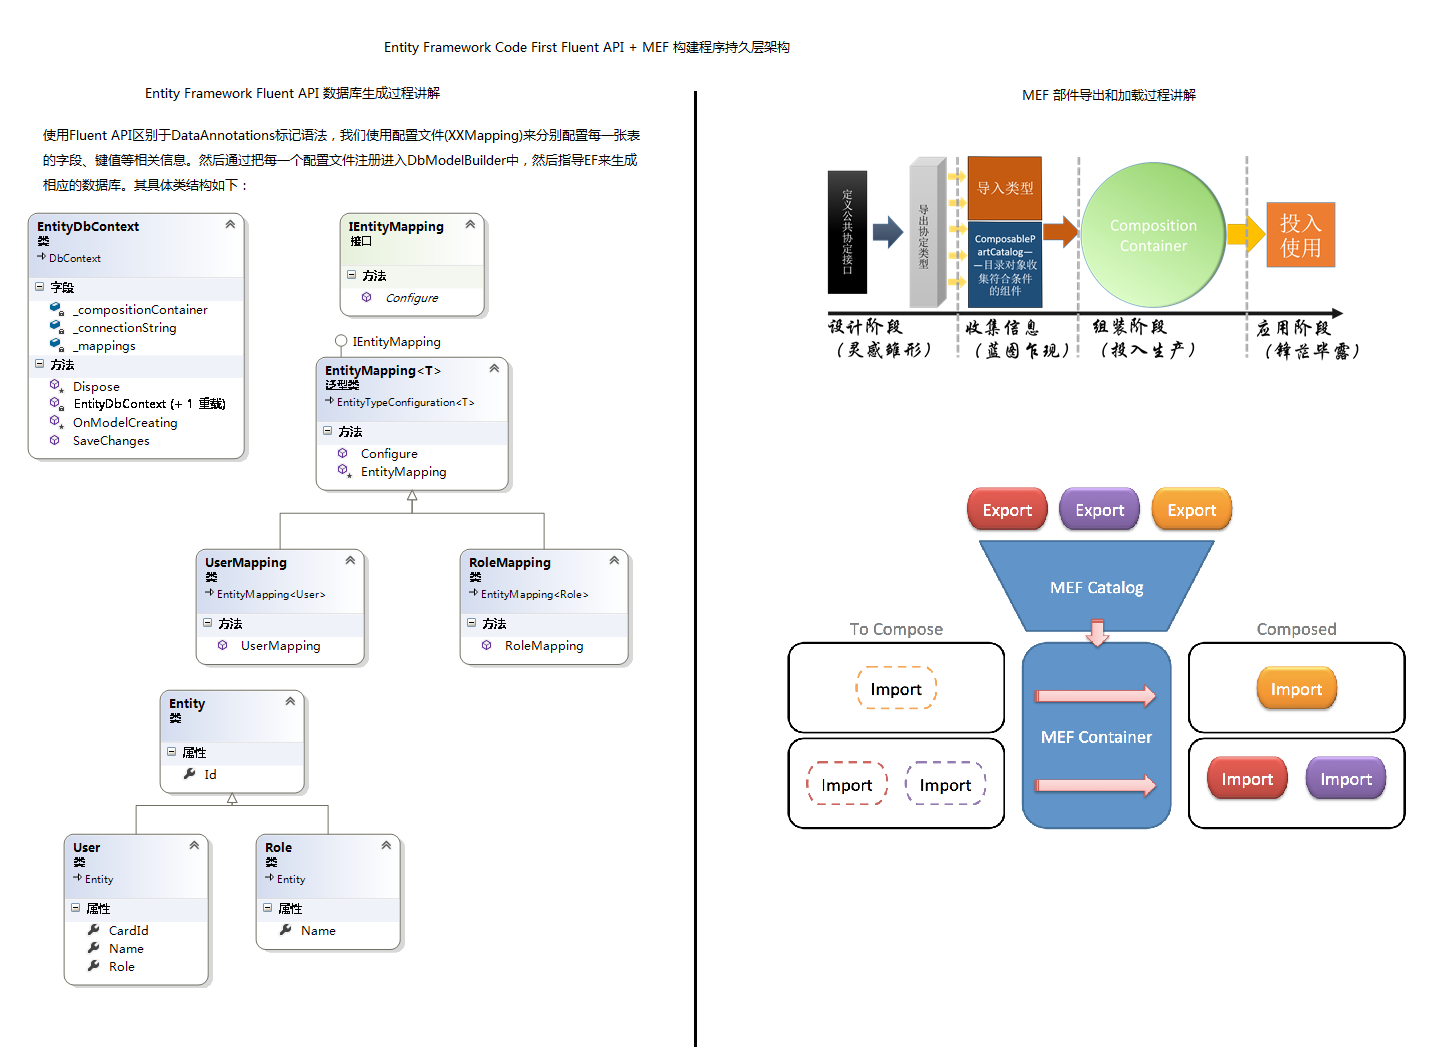 Entity Framework Code First Fluent API + MEF 构建程序持久层架构
Entity Framework Fluent API 数据库生成过程讲解
使用Fluent API区别于DataAnnotations标记语法，我们使用配置文件(XXMapping)来分别配置每一张表
的字段、键值等相关信息。然后通过把每一个配置文件注册进入DbModelBuilder中，然后指导EF来生成
相应的数据库。其具体类结构如下：
EntityDbContext
类
DbContext
字段
_compositionContainer
_connectionString
_mappings
方法
Dispose
EntityDbContext (+ 1 重载)
OnModelCreating
SaveChanges
IEntityMapping
接口
方法
Configure
IEntityMapping
EntityMapping<T>
泛型类
EntityTypeConfiguration<T>
方法
Configure
EntityMapping
UserMapping
类
EntityMapping<User>
方法
UserMapping
RoleMapping
类
EntityMapping<Role>
方法
RoleMapping
Entity
类
属性
Id
User
类
Entity
属性
CardId
Name
Role
Role
类
Entity
属性
Name
MEF 部件导出和加载过程讲解
定义公共协定接口
导出协定类型
导入类型
ComposableP
artCatalog—
—目录对象收
集符合条件
的组件
Composition
Container
投入
使用
设计阶段
（灵感雏形）
收集信息
（蓝图乍现）
组装阶段
（投入生产）
应用阶段
（锋芒毕露）
Export
Export
Export
MEF Catalog
To Compose
Composed
Import
Import
MEF Container
Import
Import
Import
Import